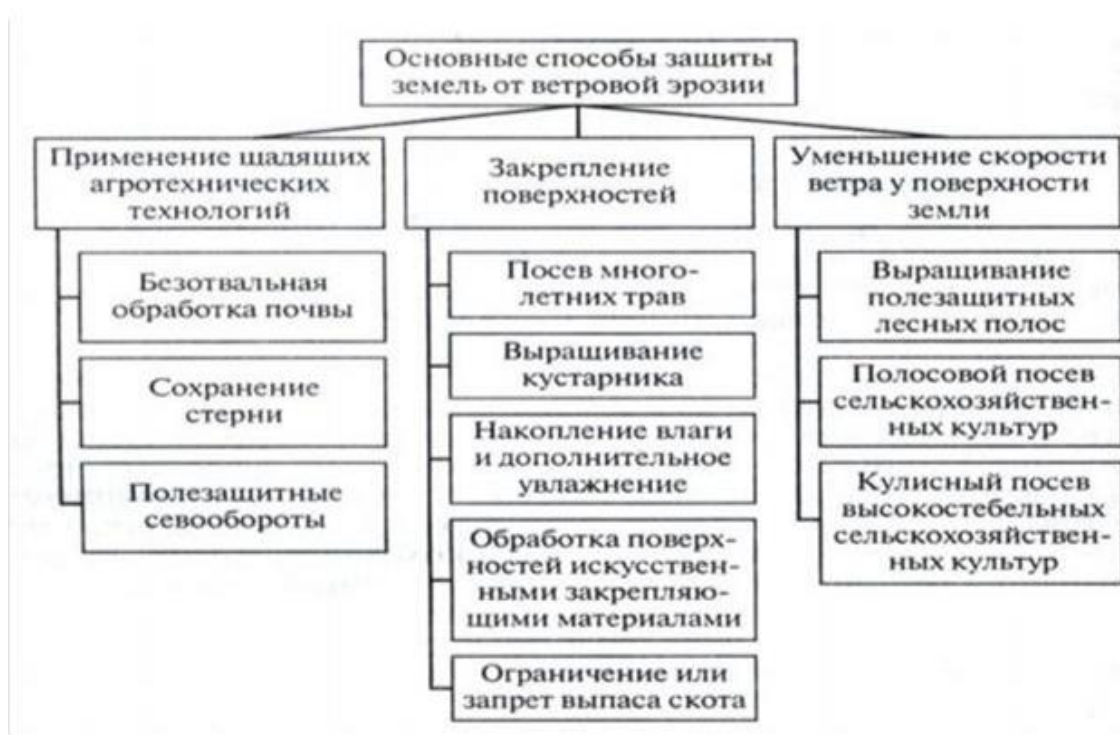 Основные способы защиты
земель от ветровой эрозии
Применение щадящих
агротехнических
технологий
Безотвальная
обработка почвы
Сохранение
стерни
Полезащитные
севообороты
Закрепление
поверхностей
Посев много-
летних трав
Выращивание
кустарника
Накопление влаги
и дополнительное
увлажнение
Обработка поверх-
ностей искусствен-
ными закрепляю-
щими материалами
Ограничение или
запрет выпаса скота
Уменьшение скорости
ветра у поверхности
земли
Выращивание
полезащитных
лесных полос
Полосовой посев
сельскохозяйствен-
ных культур
Кулисный посев
высокостебельных
сельскохозяйствен-
ных культур